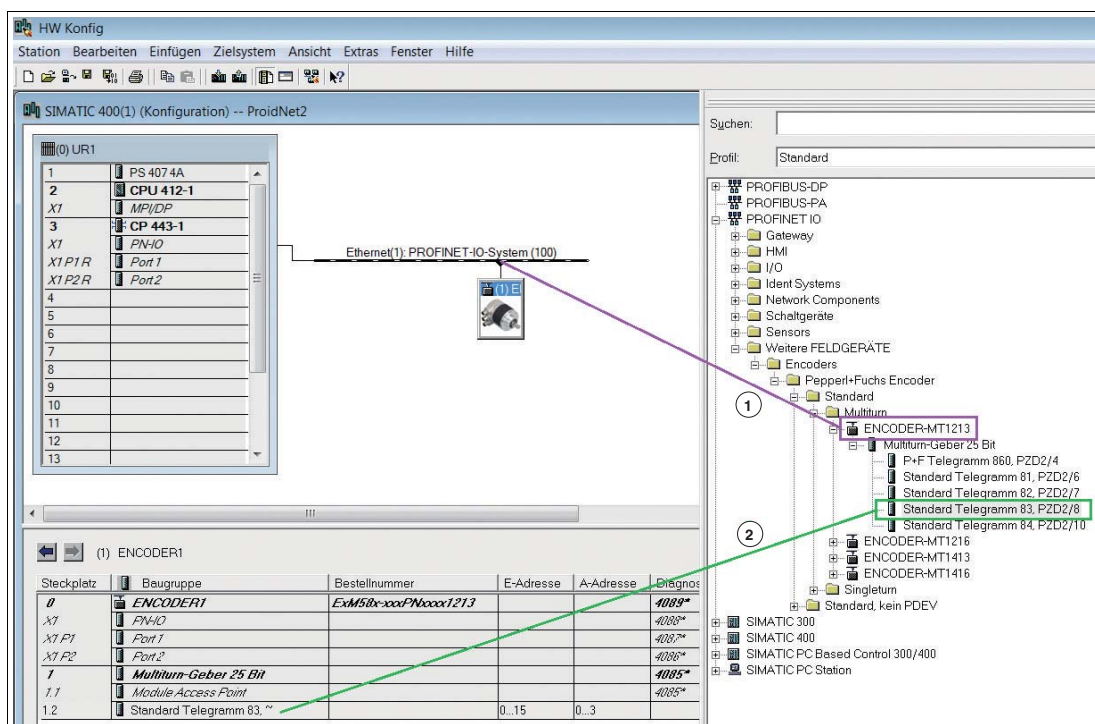 HW Konfig
Station Bearbeiten Einfügen Zielsystem Ansicht Extras Fenster Hilfe
SIMATIC 400(1) (Konfiguration) -- ProidNet2
(0) UR1
1 PS 407 4A
2 CPU 412-1
X1 MPI/DP
3 CP 443-1
X1 PN-IO
X1 P1 R Port 1
X1 P2 R Port 2
4
5
6
7
8
9
10
11
12
13
Ethernet(1): PROFINET-IO-System (100)
(1) E
Suchen:
Profil: Standard
PROFIBUS-DP
PROFIBUS-PA
PROFINET IO
Gateway
HMI
I/O
Ident Systems
Network Components
Schaltgeräte
Sensors
Weitere FELDGERÄTE
Encoders
Pepperl+Fuchs Encoder
Standard
Multiturn
ENCODER-MT1213
Multiturn-Geber 25 Bit
P+F Telegramm 860, PZD2/4
Standard Telegramm 81, PZD2/6
Standard Telegramm 82, PZD2/7
Standard Telegramm 83, PZD2/8
Standard Telegramm 84, PZD2/10
ENCODER-MT1216
ENCODER-MT1413
ENCODER-MT1416
Singleturn
Standard, kein PDEV
SIMATIC 300
SIMATIC 400
SIMATIC PC Based Control 300/400
SIMATIC PC Station
1
2
(1) ENCODER1
Steckplatz Baugruppe Bestellnummer E-Adresse A-Adresse Diagnos
0 ENCODER1 ExM58x-xxxPNxxxx1213 4089*
X1 PN-IO 4088*
X1 P1 Port 1 4087*
X1 P2 Port 2 4086*
1 Multiturn-Geber 25 Bit 4085*
1.1 Module Access Point 4085*
1.2 Standard Telegramm 83, ~ 0...15 0...3